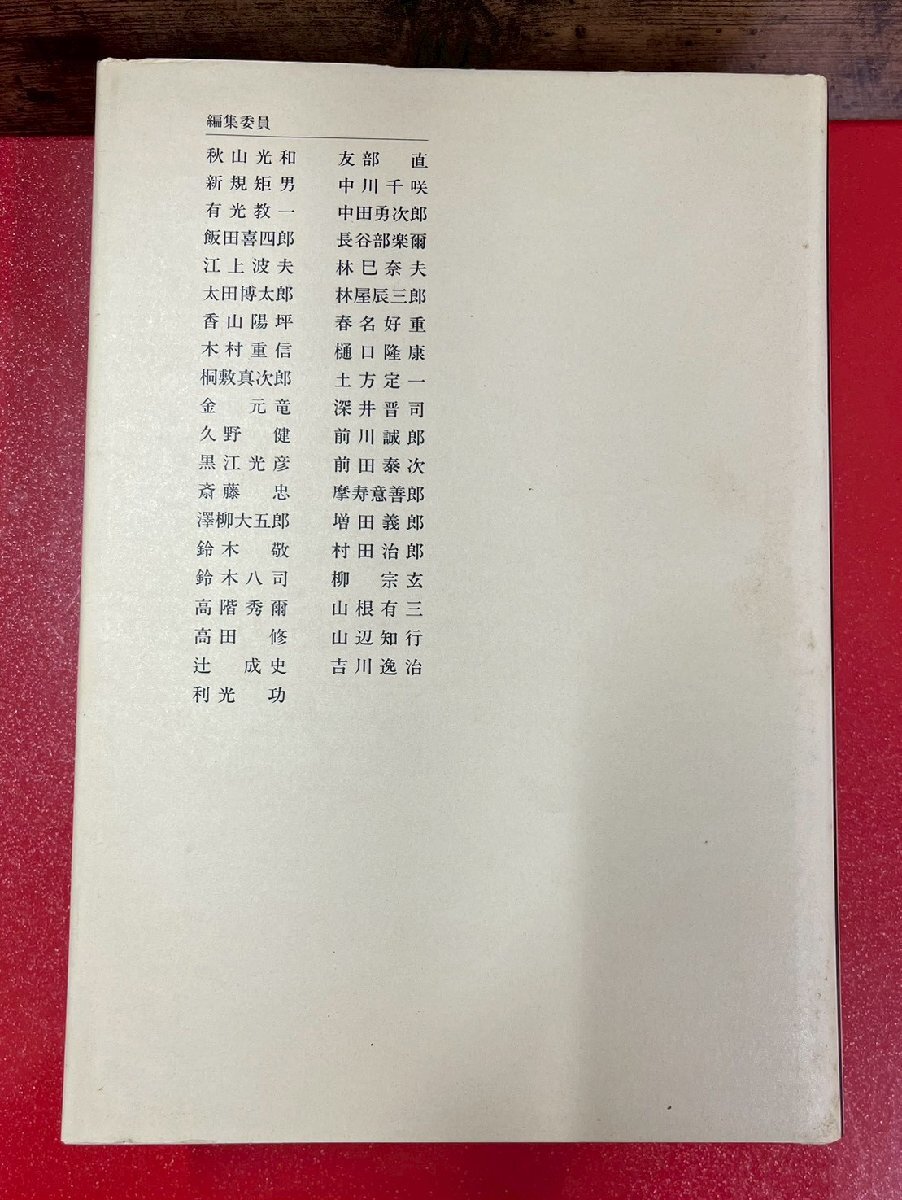 編集委員
秋山光和 友部 直
新規矩男 中川千咲
有光教一 中田勇次郎
飯田喜四郎 長谷部楽爾
江上波夫 林巳奈夫
太田博太郎 林屋辰三郎
香山陽坪 春名好重
木村重信 樋口隆康
桐敷真次郎 土方定一
金 元竜 深井晋司
久野 健 前川誠郎
黒江光彦 前田泰次
斎藤 忠 摩寿意善郎
澤柳大五郎 増田義郎
鈴木 敬 村田治郎
鈴木八司 柳 宗玄
高階秀爾 山根有三
高田 修 山辺知行
辻 成史 吉川逸治
利光 功